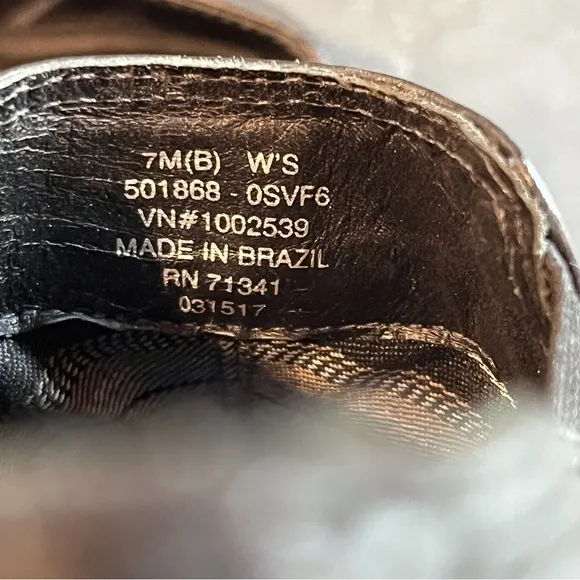 7M(B) W'S
501868 - 0SVF6
VN#1002539
MADE IN BRAZIL
RN 71341
031517